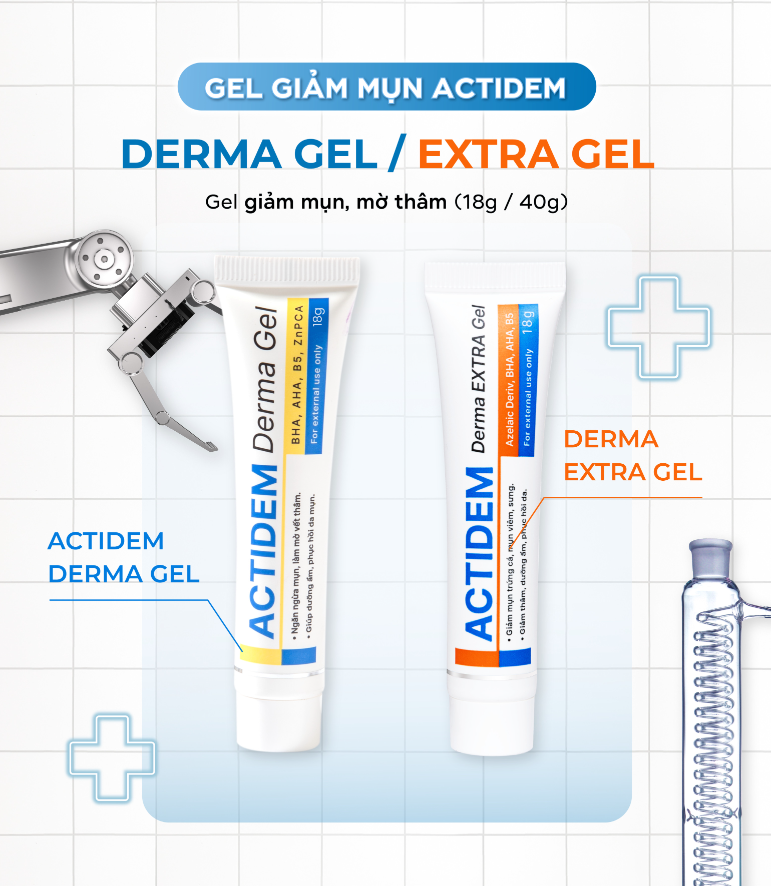 GEL GIẢM MỤN ACTIDEM
DERMA GEL / EXTRA GEL
Gel giảm mụn, mờ thâm (18g / 40g)
ACTIDEM Derma Gel
BHA, AHA, B5, ZnPCA
For external use only 18g
• Ngăn ngừa mụn, làm mờ vết thâm.
• Giúp dưỡng ẩm, phục hồi da mụn.
ACTIDEM Derma EXTRA Gel
Azelaic Deriv, BHA, AHA, B5
For external use only 18g
• Giảm mụn trứng cá, mụn viêm, sưng.
• Giảm thâm, dưỡng ẩm, phục hồi da.
DERMA
EXTRA GEL
ACTIDEM
DERMA GEL